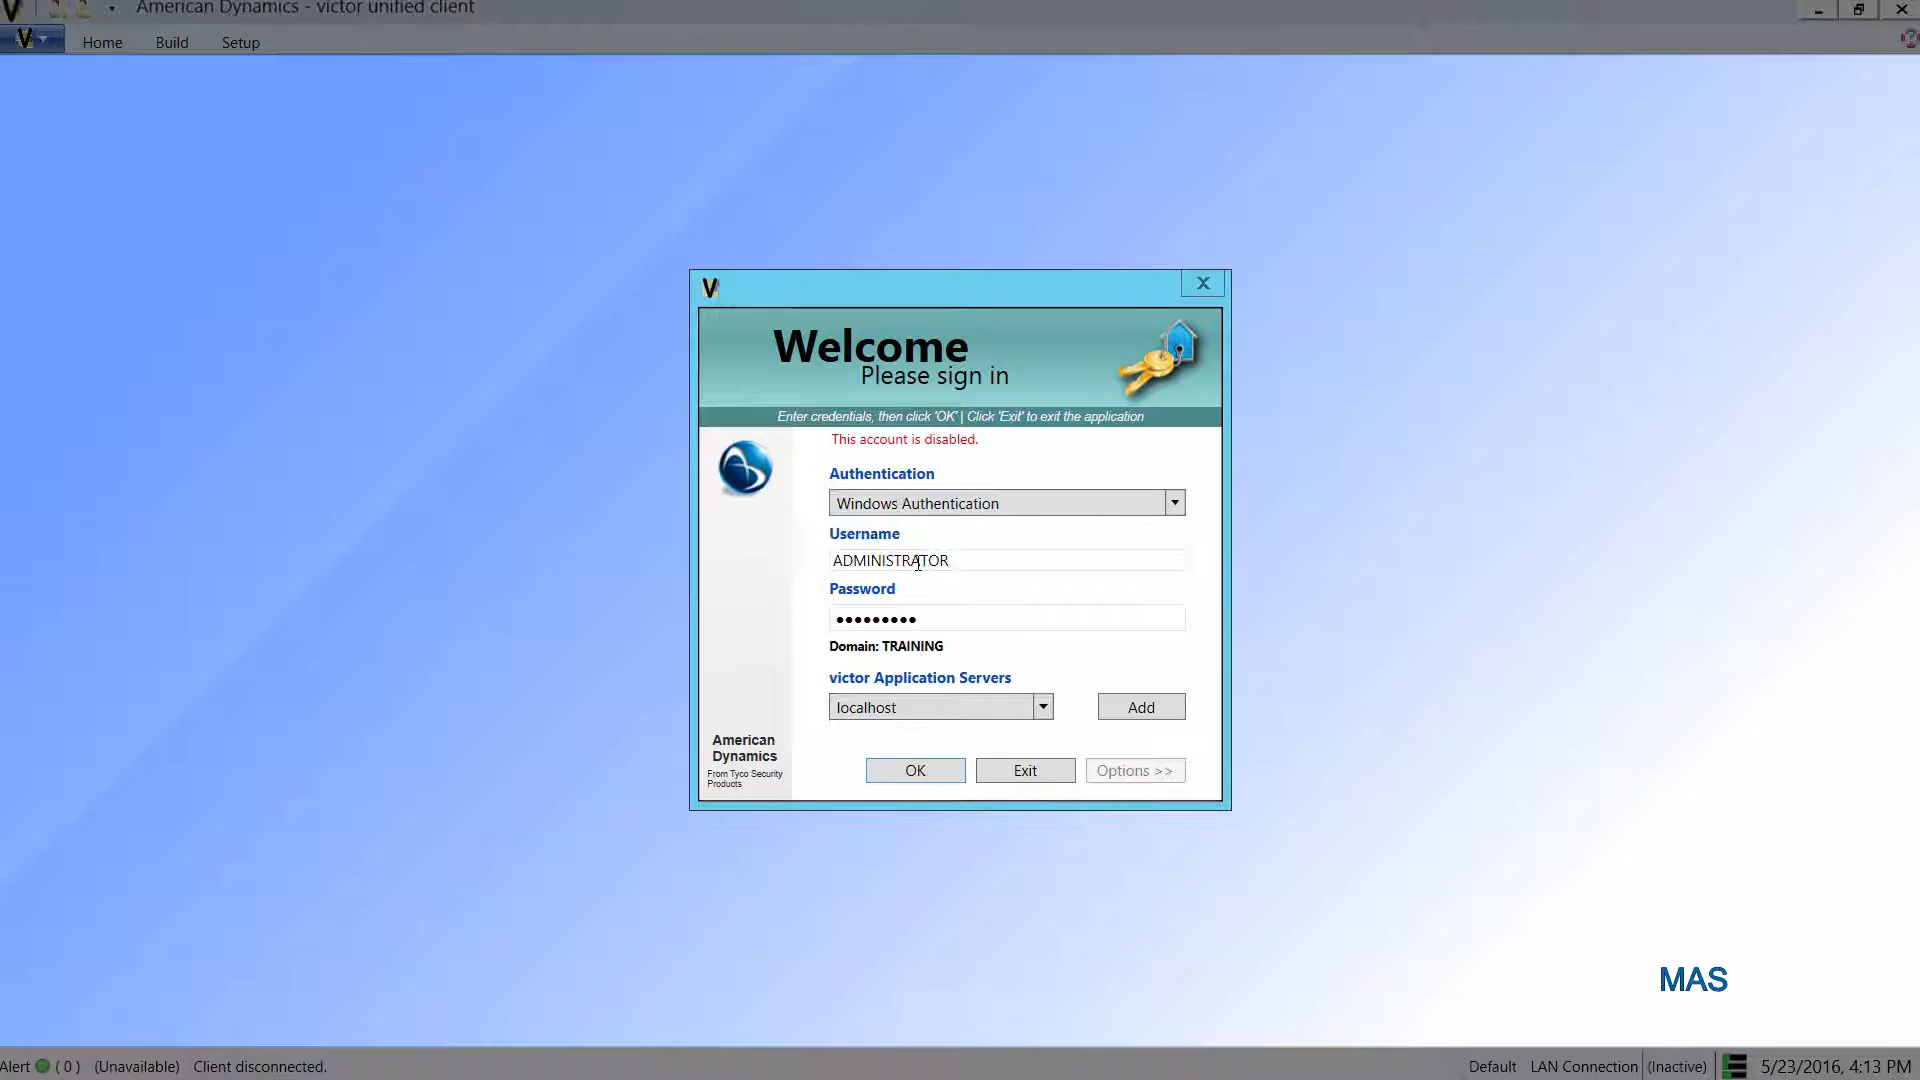 American Dynamics - victor unified client
Home Build Setup
V
Welcome
Please sign in
Enter credentials, then click 'OK' | Click 'Exit' to exit the application
This account is disabled.
Authentication
Windows Authentication
Username
ADMINISTRATOR
Password
Domain: TRAINING
victor Application Servers
localhost
Add
American
Dynamics
From Tyco Security
Products
OK Exit Options >>
MAS
Alert ( 0 ) (Unavailable) Client disconnected.
Default LAN Connection (Inactive) 5/23/2016, 4:13 PM